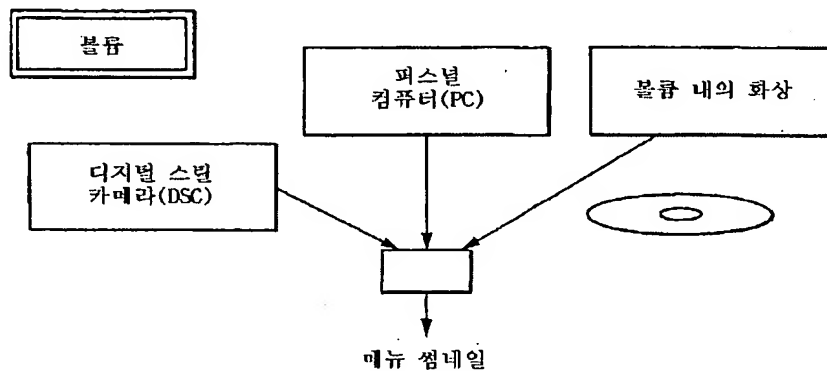 볼륨
퍼스널
컴퓨터(PC)
볼륨 내의 화상
디지털 스틸
카메라(DSC)
메뉴 썸네일